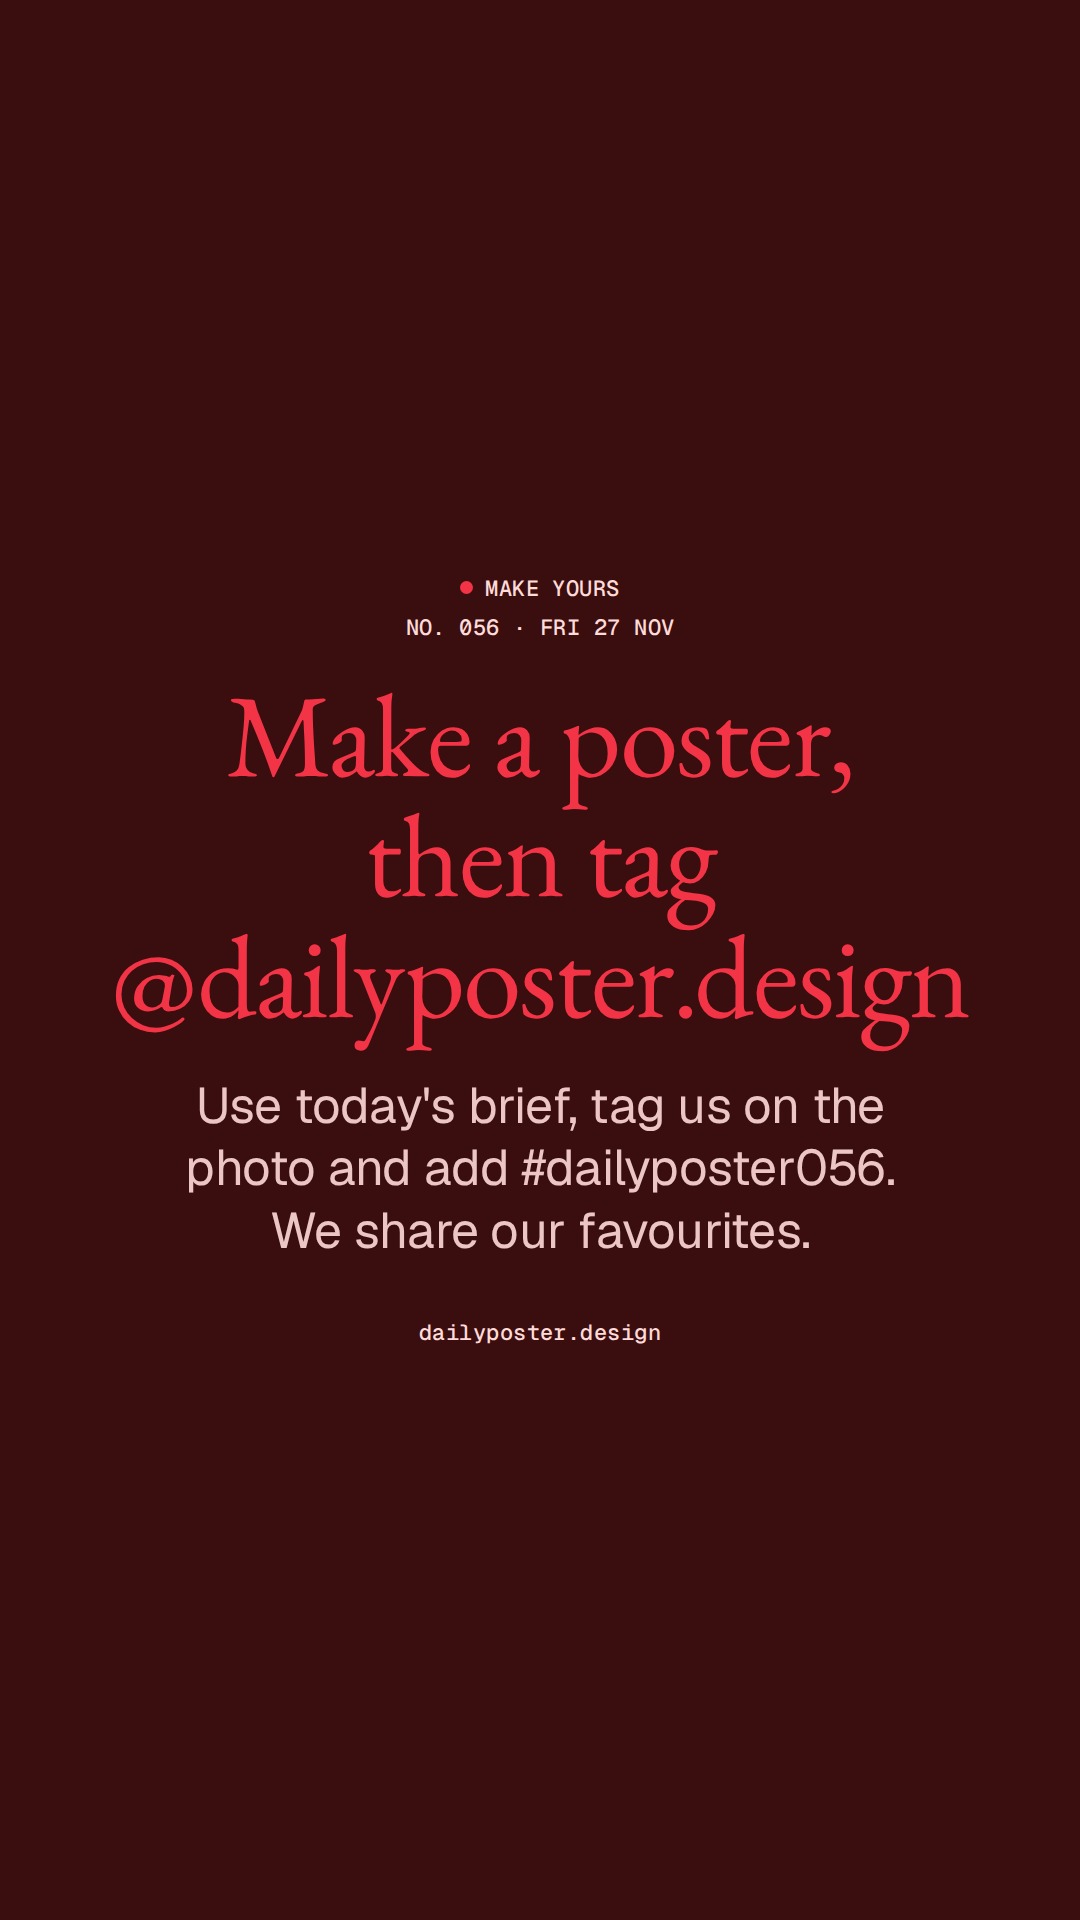 MAKE YOURS
NO. 056 · FRI 27 NOV
Make a poster,
then tag
@dailyposter.design
Use today's brief, tag us on the
photo and add #dailyposter056.
We share our favourites.
dailyposter.design